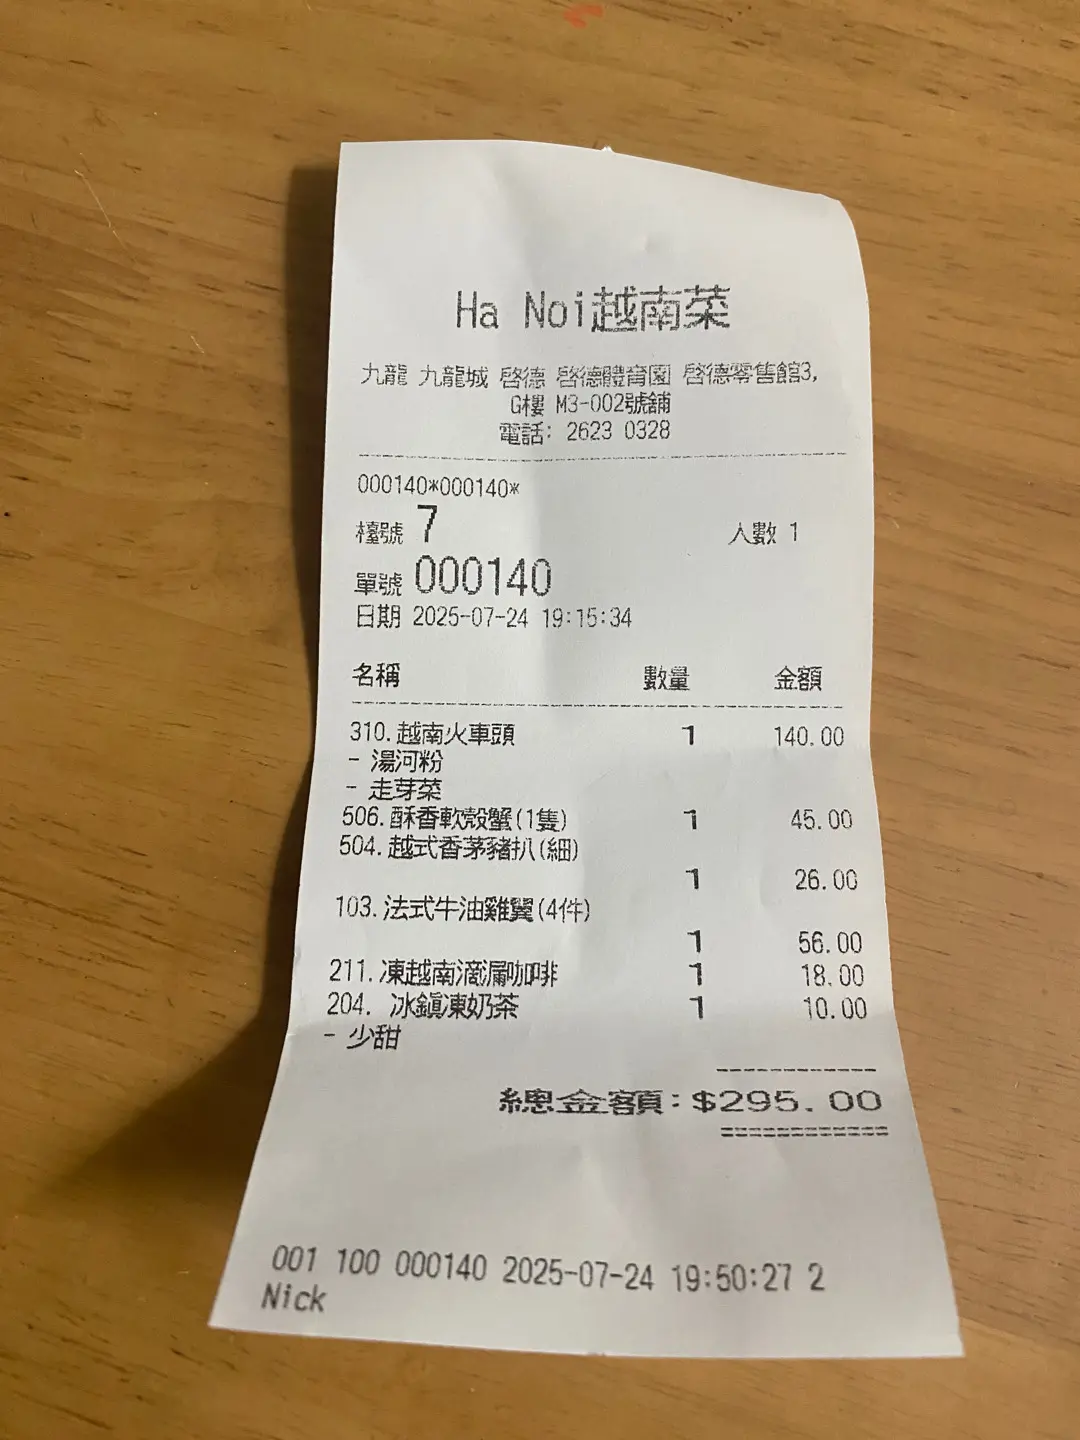 Ha Noi越南菜
九龍 九龍城 啓德 啓德體育園 啓德零售館3,
G樓 M3-002號舖
電話: 2623 0328
000140*000140*
檯號 7 人數 1
單號 000140
日期 2025-07-24 19:15:34
名稱 數量 金額
310.越南火車頭 1 140.00
- 湯河粉
- 走芽菜
506.酥香軟殼蟹(1隻) 1 45.00
504.越式香茅豬扒(細)
1 26.00
103.法式牛油雞翼(4件)
1 56.00
211.凍越南滴漏咖啡 1 18.00
204. 冰鎮凍奶茶 1 10.00
- 少甜
總金額:$295.00
001 100 000140 2025-07-24 19:50:27 2
Nick